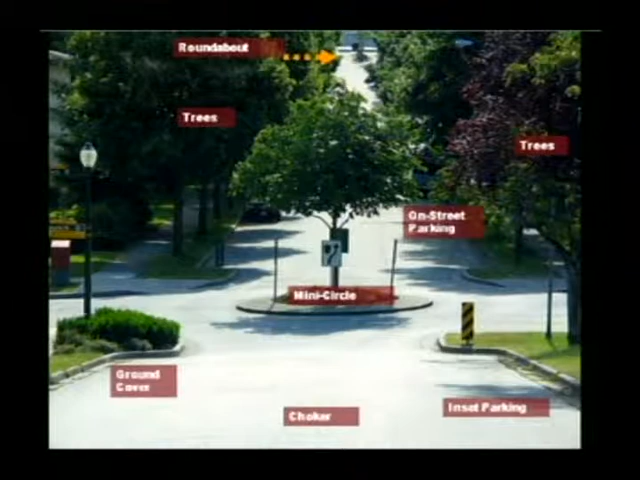 Roundabout
Trees
Trees
On-Street
Parking
Mini-Circle
Ground
Cover
Choker
Inset Parking